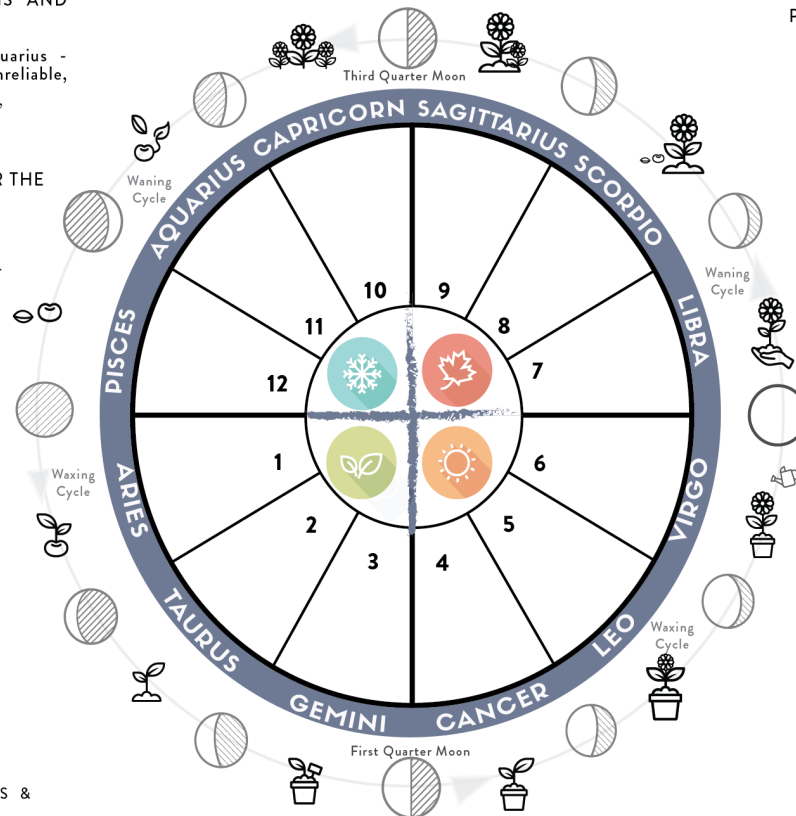 AND
uarius -
nreliable,
R THE
S &
P
Third Quarter Moon
CAPRICORN
SAGITTARIUS
AQUARIUS
SCORPIO
Waning
Cycle
Waning
Cycle
PISCES
LIBRA
10
9
11
8
12
7
1
6
2
5
3
4
Waxing
Cycle
ARIES
VIRGO
TAURUS
LEO
Waxing
Cycle
GEMINI
CANCER
First Quarter Moon